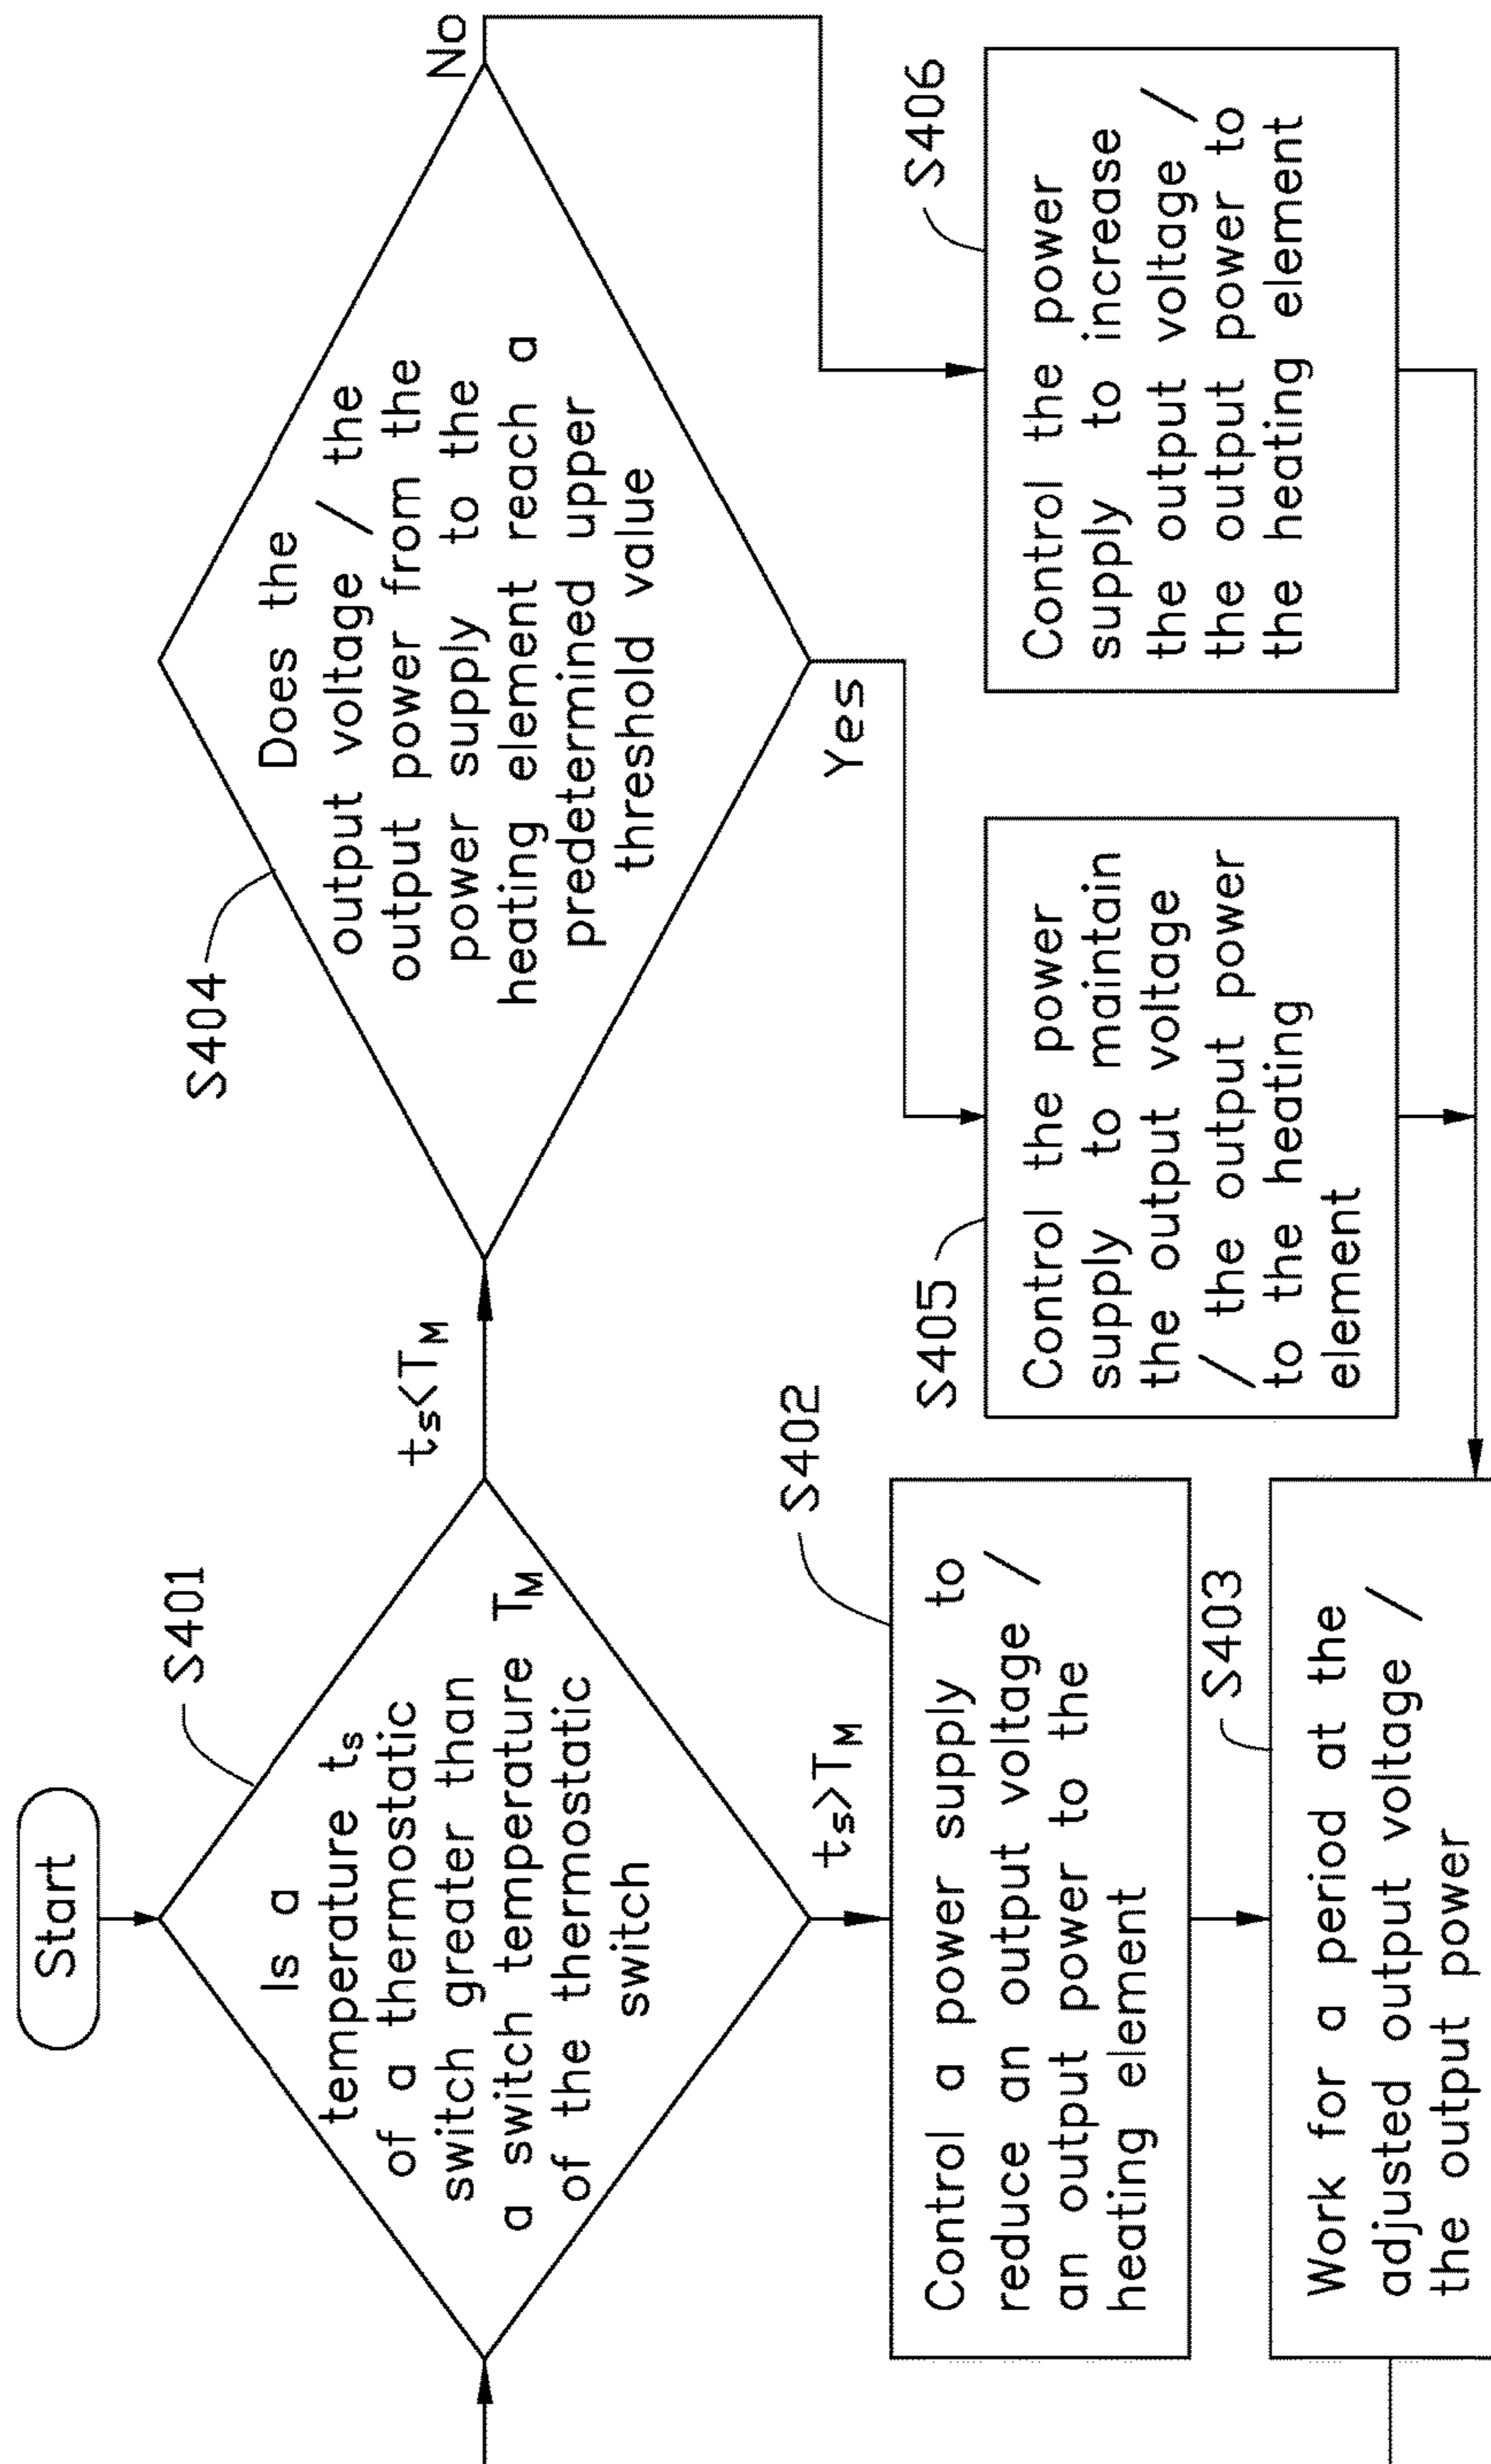 Start
S401
Is a
temperature ts
of a thermostatic
switch greater than
a switch temperature TM
of the thermostatic
switch
ts<TM
S404
Does the
output voltage / the
output power from the
power supply to the
heating element reach a
predetermined upper
threshold value
No
Yes
ts>TM
S402
Control a power supply to
reduce an output voltage /
an output power to the
heating element
S405
Control the power
supply to maintain
the output voltage
/ the output power
to the heating
element
S406
Control the power
supply to increase
the output voltage /
the output power to
the heating element
S403
Work for a period at the
adjusted output voltage /
the output power